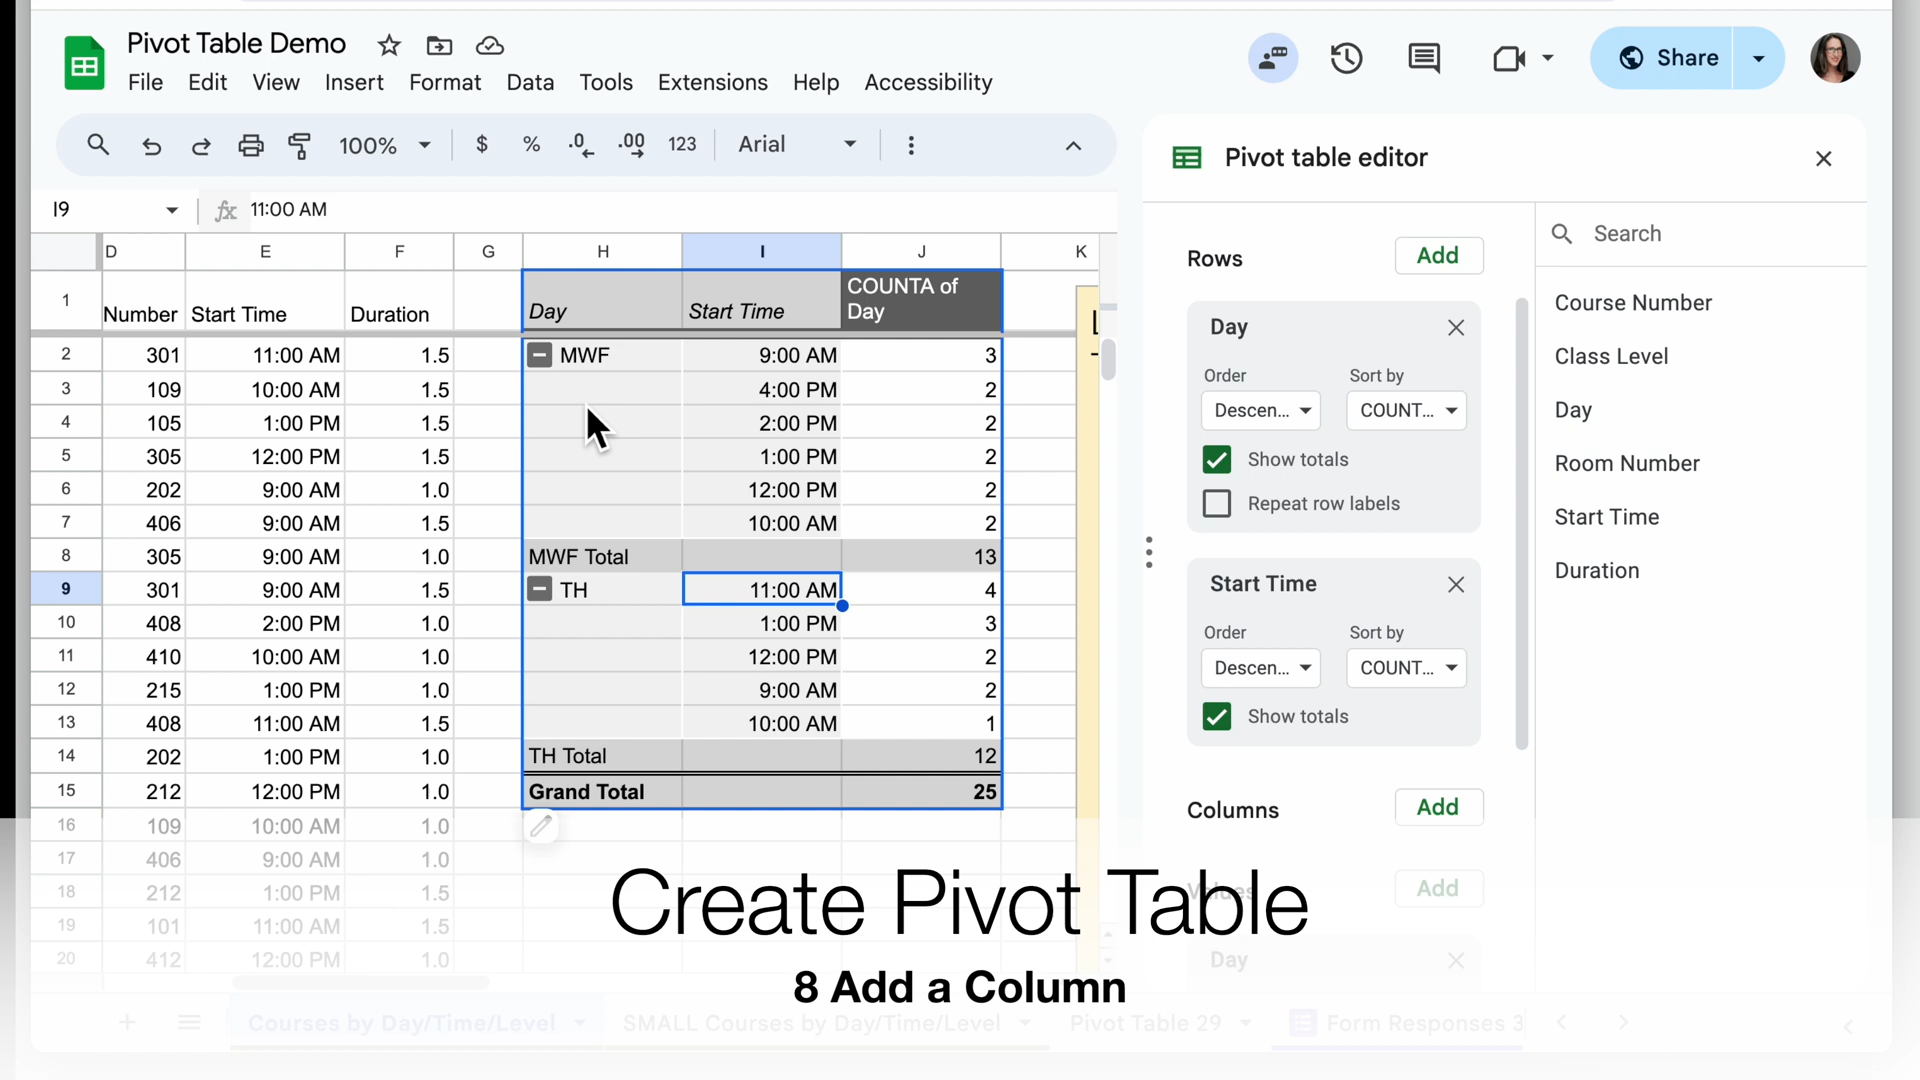 Pivot Table Demo
File Edit View Insert Format Data Tools Extensions Help Accessibility
Share
100% $ % .0 .00 123 Arial
Pivot table editor
I9 fx 11:00 AM
D E F G H I J K
1 Number Start Time Duration Day Start Time COUNTA of Day
2 301 11:00 AM 1.5 MWF 9:00 AM 3
3 109 10:00 AM 1.5 4:00 PM 2
4 105 1:00 PM 1.5 2:00 PM 2
5 305 12:00 PM 1.5 1:00 PM 2
6 202 9:00 AM 1.0 12:00 PM 2
7 406 9:00 AM 1.5 10:00 AM 2
8 305 9:00 AM 1.0 MWF Total 13
9 301 9:00 AM 1.5 TH 11:00 AM 4
10 408 2:00 PM 1.0 1:00 PM 3
11 410 10:00 AM 1.0 12:00 PM 2
12 215 1:00 PM 1.0 9:00 AM 2
13 408 11:00 AM 1.5 10:00 AM 1
14 202 1:00 PM 1.0 TH Total 12
15 212 12:00 PM 1.0 Grand Total 25
16 109 10:00 AM 1.0
17 406 9:00 AM 1.0
18 212 1:00 PM 1.5
19 101 11:00 AM 1.5
20 412 12:00 PM 1.0
Rows Add
Day
Order Sort by
Descen... COUNT...
Show totals
Repeat row labels
Start Time
Order Sort by
Descen... COUNT...
Show totals
Columns Add
Values Add
Day
Search
Course Number
Class Level
Day
Room Number
Start Time
Duration
Create Pivot Table
8 Add a Column
Courses by Day/Time/Level SMALL Courses by Day/Time/Level Pivot Table 29 Form Responses 3